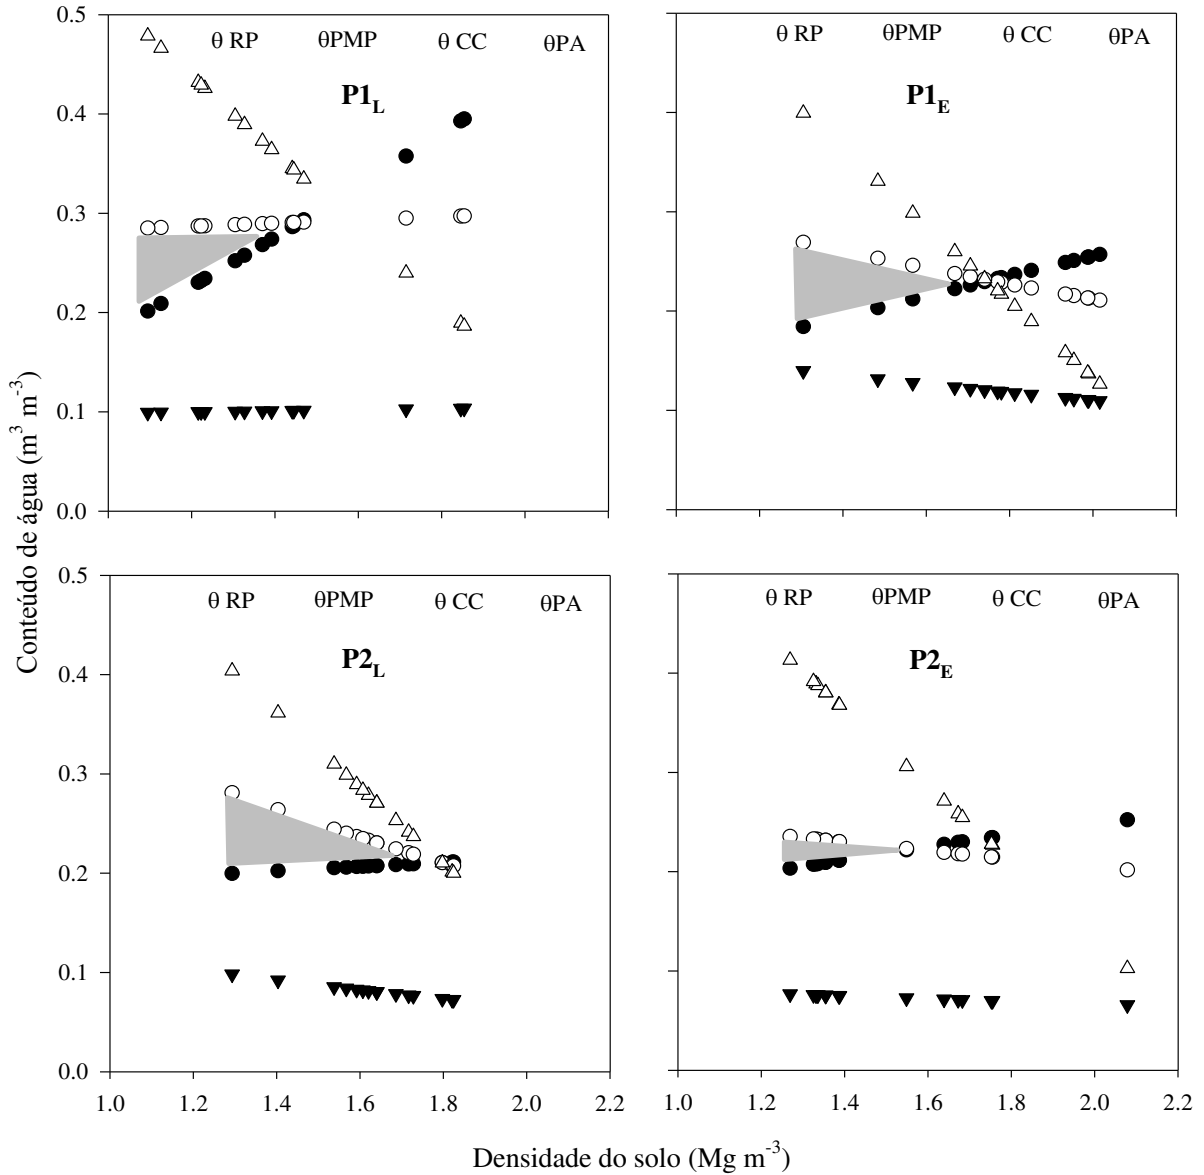 0.5
θ RP θPMP θ CC θPA
P1L
0.4
0.3
0.2
0.1
0.0
θ RP θPMP θ CC θPA
P1E
Conteúdo de água (m3 m-3)
0.5
θ RP θPMP θ CC θPA
P2L
0.4
0.3
0.2
0.1
0.0
1.0 1.2 1.4 1.6 1.8 2.0 2.2
θ RP θPMP θ CC θPA
P2E
1.0 1.2 1.4 1.6 1.8 2.0 2.2
Densidade do solo (Mg m-3)